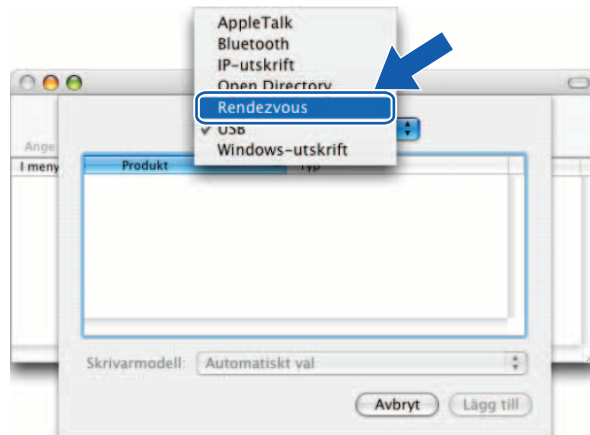 AppleTalk
Bluetooth
IP-utskrift
Open Directory
Rendezvous
✓ USB
Windows-utskrift
Ange
I meny
Produkt
Typ
Skrivarmodell: Automatiskt val
Avbryt
Lägg till